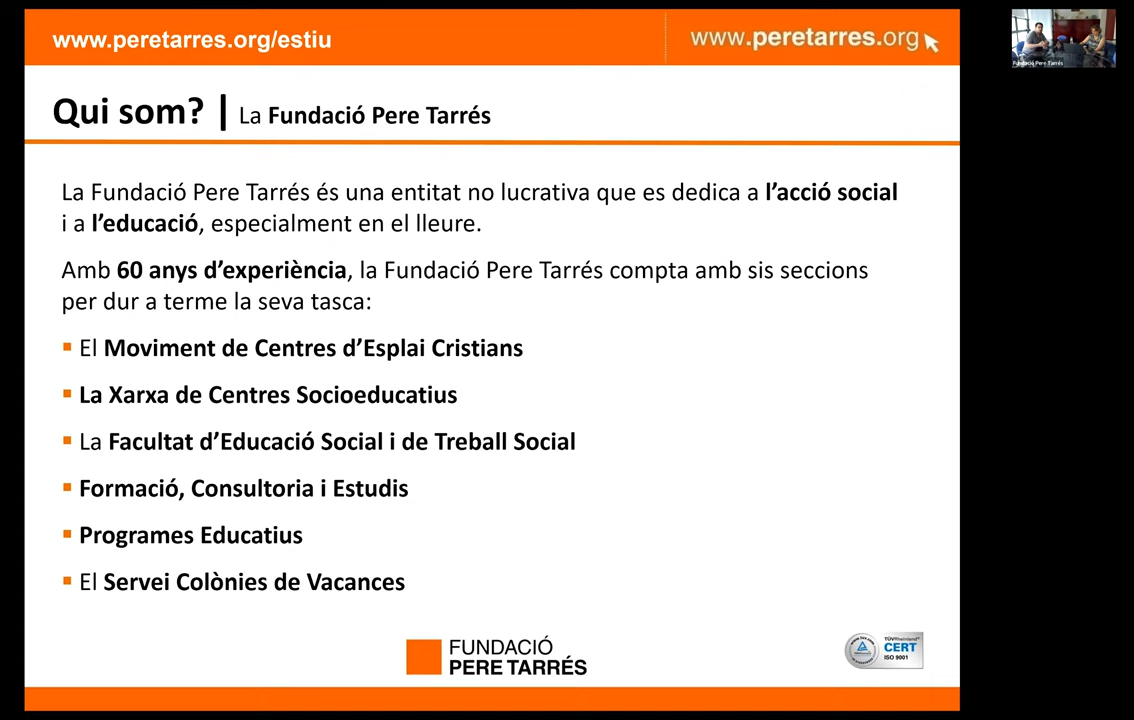 www.peretarres.org/estiu
www.peretarres.org
Fundació Pere Tarrés
Qui som? | La Fundació Pere Tarrés
La Fundació Pere Tarrés és una entitat no lucrativa que es dedica a l’acció social
i a l’educació, especialment en el lleure.
Amb 60 anys d’experiència, la Fundació Pere Tarrés compta amb sis seccions
per dur a terme la seva tasca:
▪ El Moviment de Centres d’Esplai Cristians
▪ La Xarxa de Centres Socioeducatius
▪ La Facultat d’Educació Social i de Treball Social
▪ Formació, Consultoria i Estudis
▪ Programes Educatius
▪ El Servei Colònies de Vacances
FUNDACIÓ
PERE TARRÉS
TÜVRheinland
CERT
ISO 9001